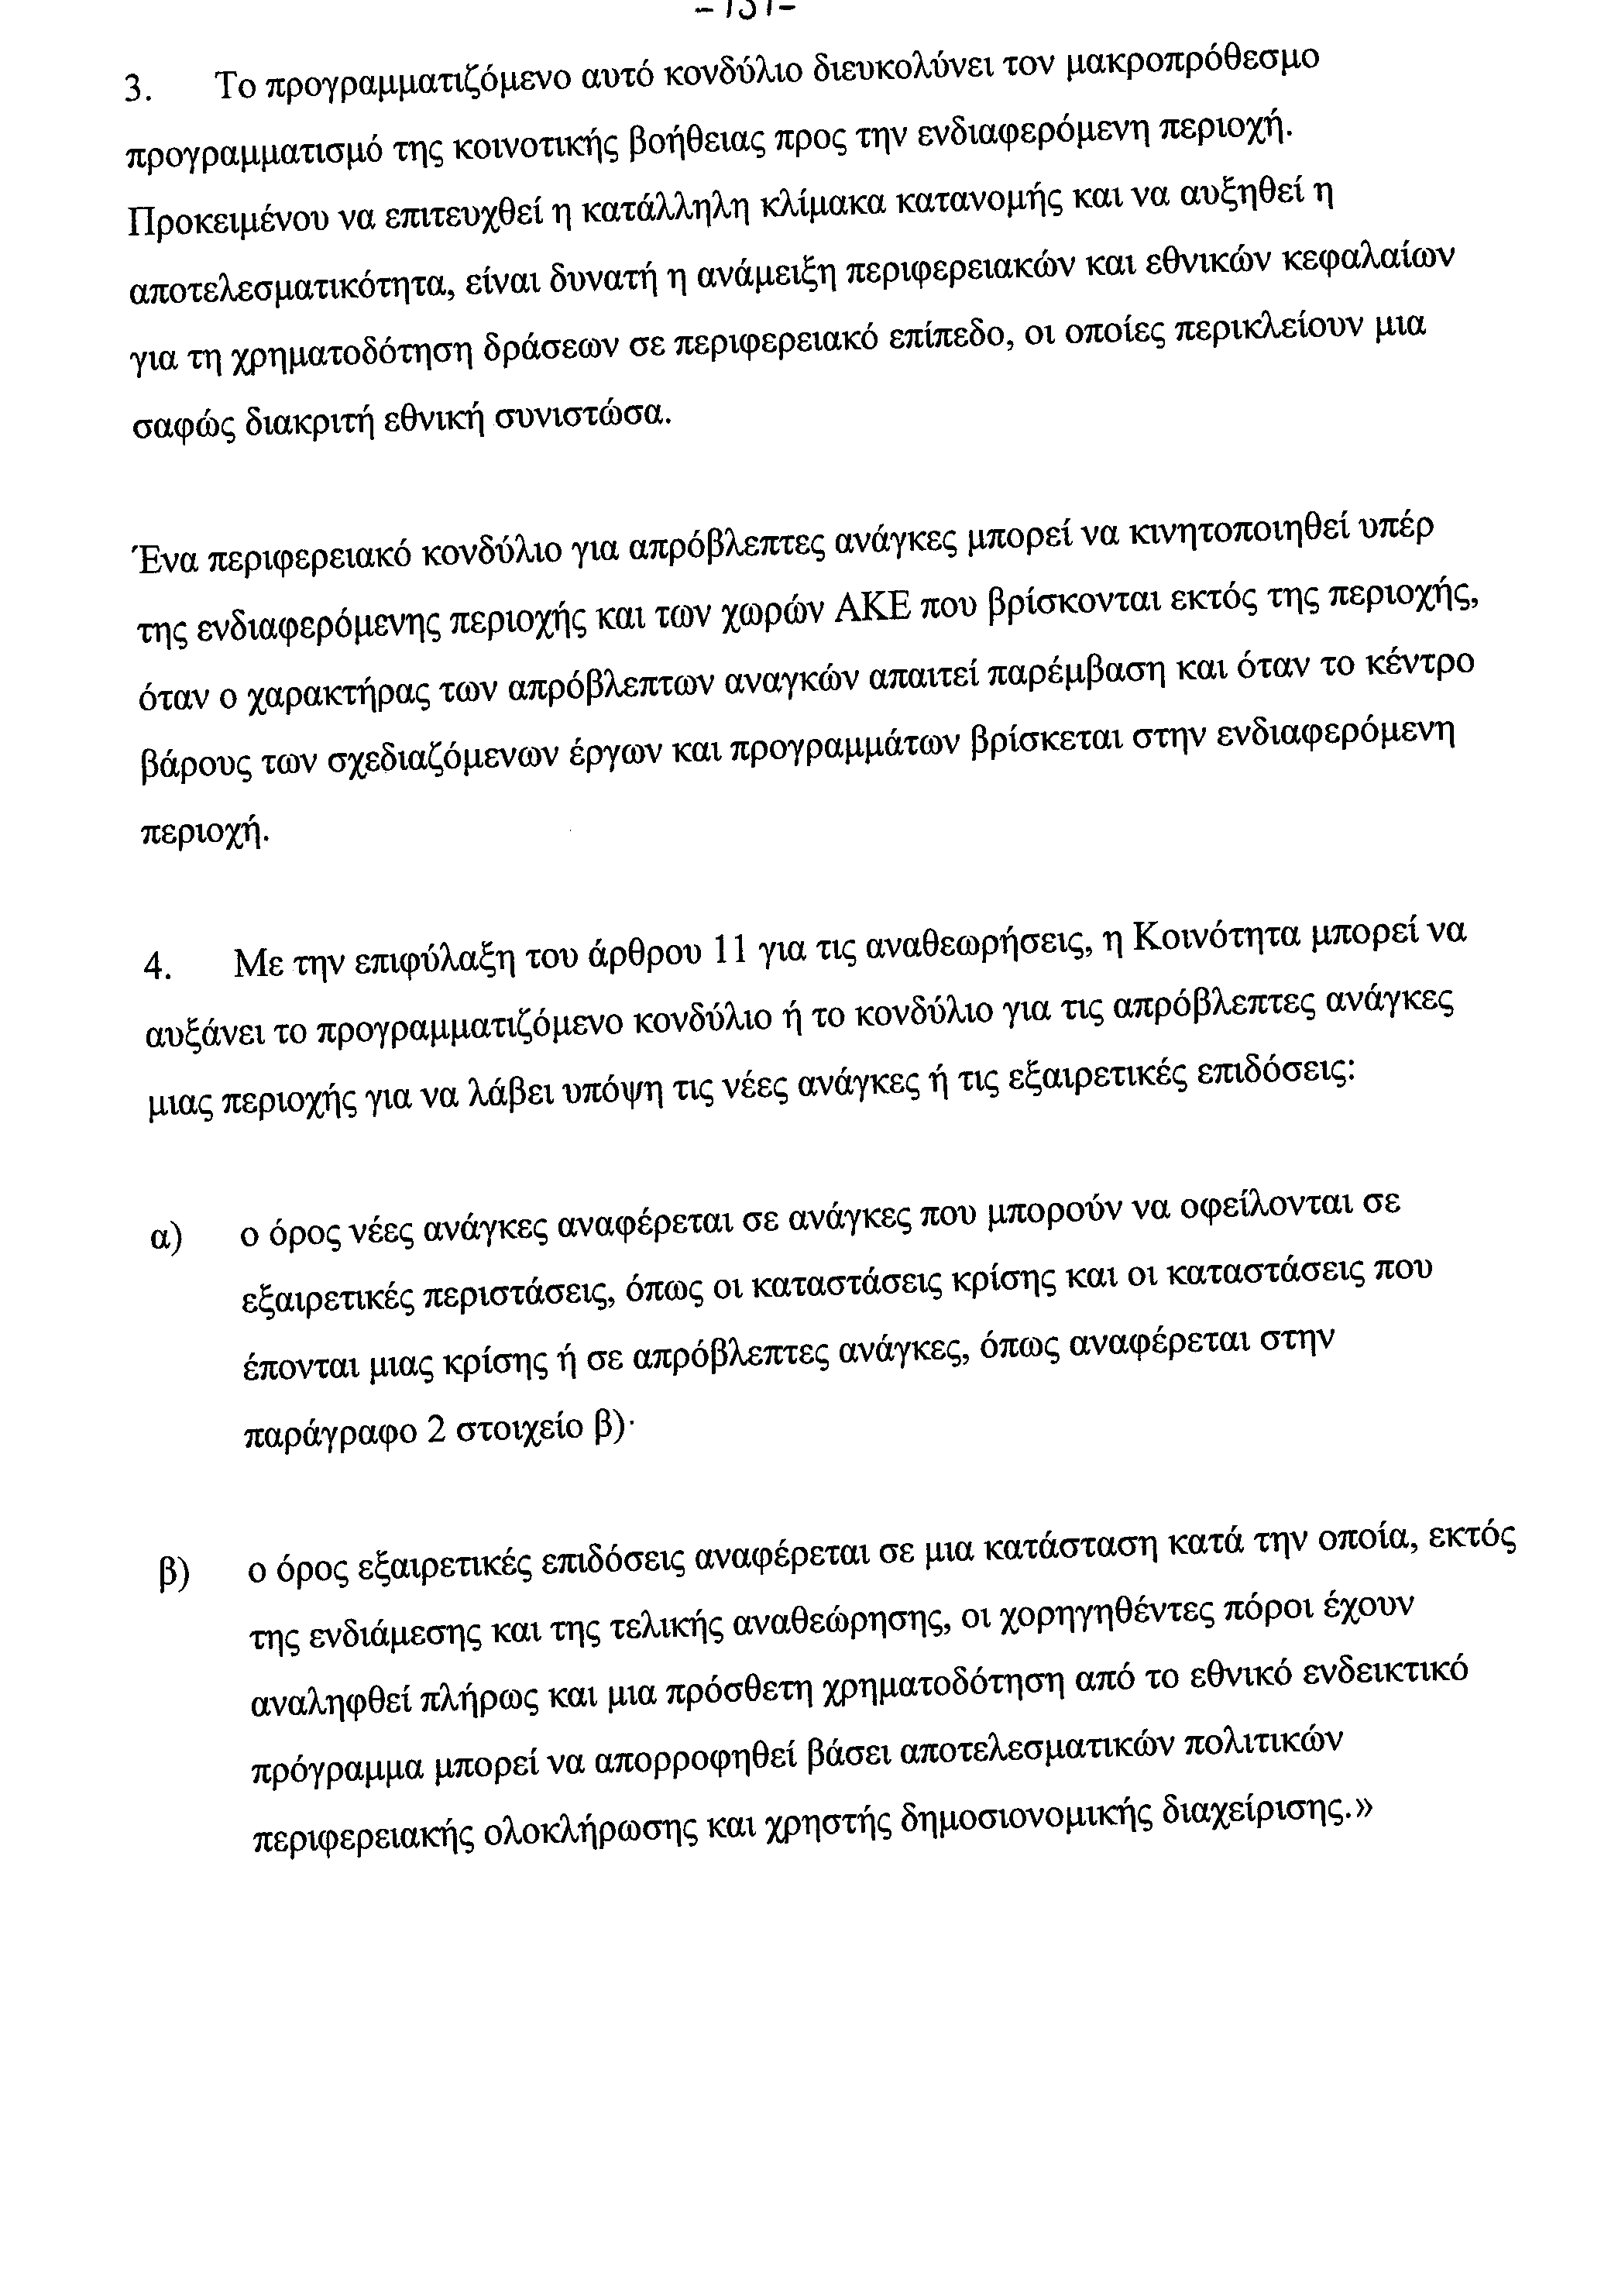 3. Το προγραμματιζόμενο αυτό κονδύλιο διευκολύνει τον μακροπρόθεσμο
προγραμματισμό της κοινοτικής βοήθειας προς την ενδιαφερόμενη περιοχή.
Προκειμένου να επιτευχθεί η κατάλληλη κλίμακα κατανομής και να αυξηθεί η
αποτελεσματικότητα, είναι δυνατή η ανάμειξη περιφερειακών και εθνικών κεφαλαίων
για τη χρηματοδότηση δράσεων σε περιφερειακό επίπεδο, οι οποίες περικλείουν μια
σαφώς διακριτή εθνική συνιστώσα.
Ένα περιφερειακό κονδύλιο για απρόβλεπτες ανάγκες μπορεί να κινητοποιηθεί υπέρ
της ενδιαφερόμενης περιοχής και των χωρών ΑΚΕ που βρίσκονται εκτός της περιοχής,
όταν ο χαρακτήρας των απρόβλεπτων αναγκών απαιτεί παρέμβαση και όταν το κέντρο
βάρους των σχεδιαζόμενων έργων και προγραμμάτων βρίσκεται στην ενδιαφερόμενη
περιοχή.
4. Με την επιφύλαξη του άρθρου 11 για τις αναθεωρήσεις, η Κοινότητα μπορεί να
αυξάνει το προγραμματιζόμενο κονδύλιο ή το κονδύλιο για τις απρόβλεπτες ανάγκες
μιας περιοχής για να λάβει υπόψη τις νέες ανάγκες ή τις εξαιρετικές επιδόσεις:
α) ο όρος νέες ανάγκες αναφέρεται σε ανάγκες που μπορούν να οφείλονται σε
εξαιρετικές περιστάσεις, όπως οι καταστάσεις κρίσης και οι καταστάσεις που
έπονται μιας κρίσης ή σε απρόβλεπτες ανάγκες, όπως αναφέρεται στην
παράγραφο 2 στοιχείο β)·
β) ο όρος εξαιρετικές επιδόσεις αναφέρεται σε μια κατάσταση κατά την οποία, εκτός
της ενδιάμεσης και της τελικής αναθεώρησης, οι χορηγηθέντες πόροι έχουν
αναληφθεί πλήρως και μια πρόσθετη χρηματοδότηση από το εθνικό ενδεικτικό
πρόγραμμα μπορεί να απορροφηθεί βάσει αποτελεσματικών πολιτικών
περιφερειακής ολοκλήρωσης και χρηστής δημοσιονομικής διαχείρισης.»